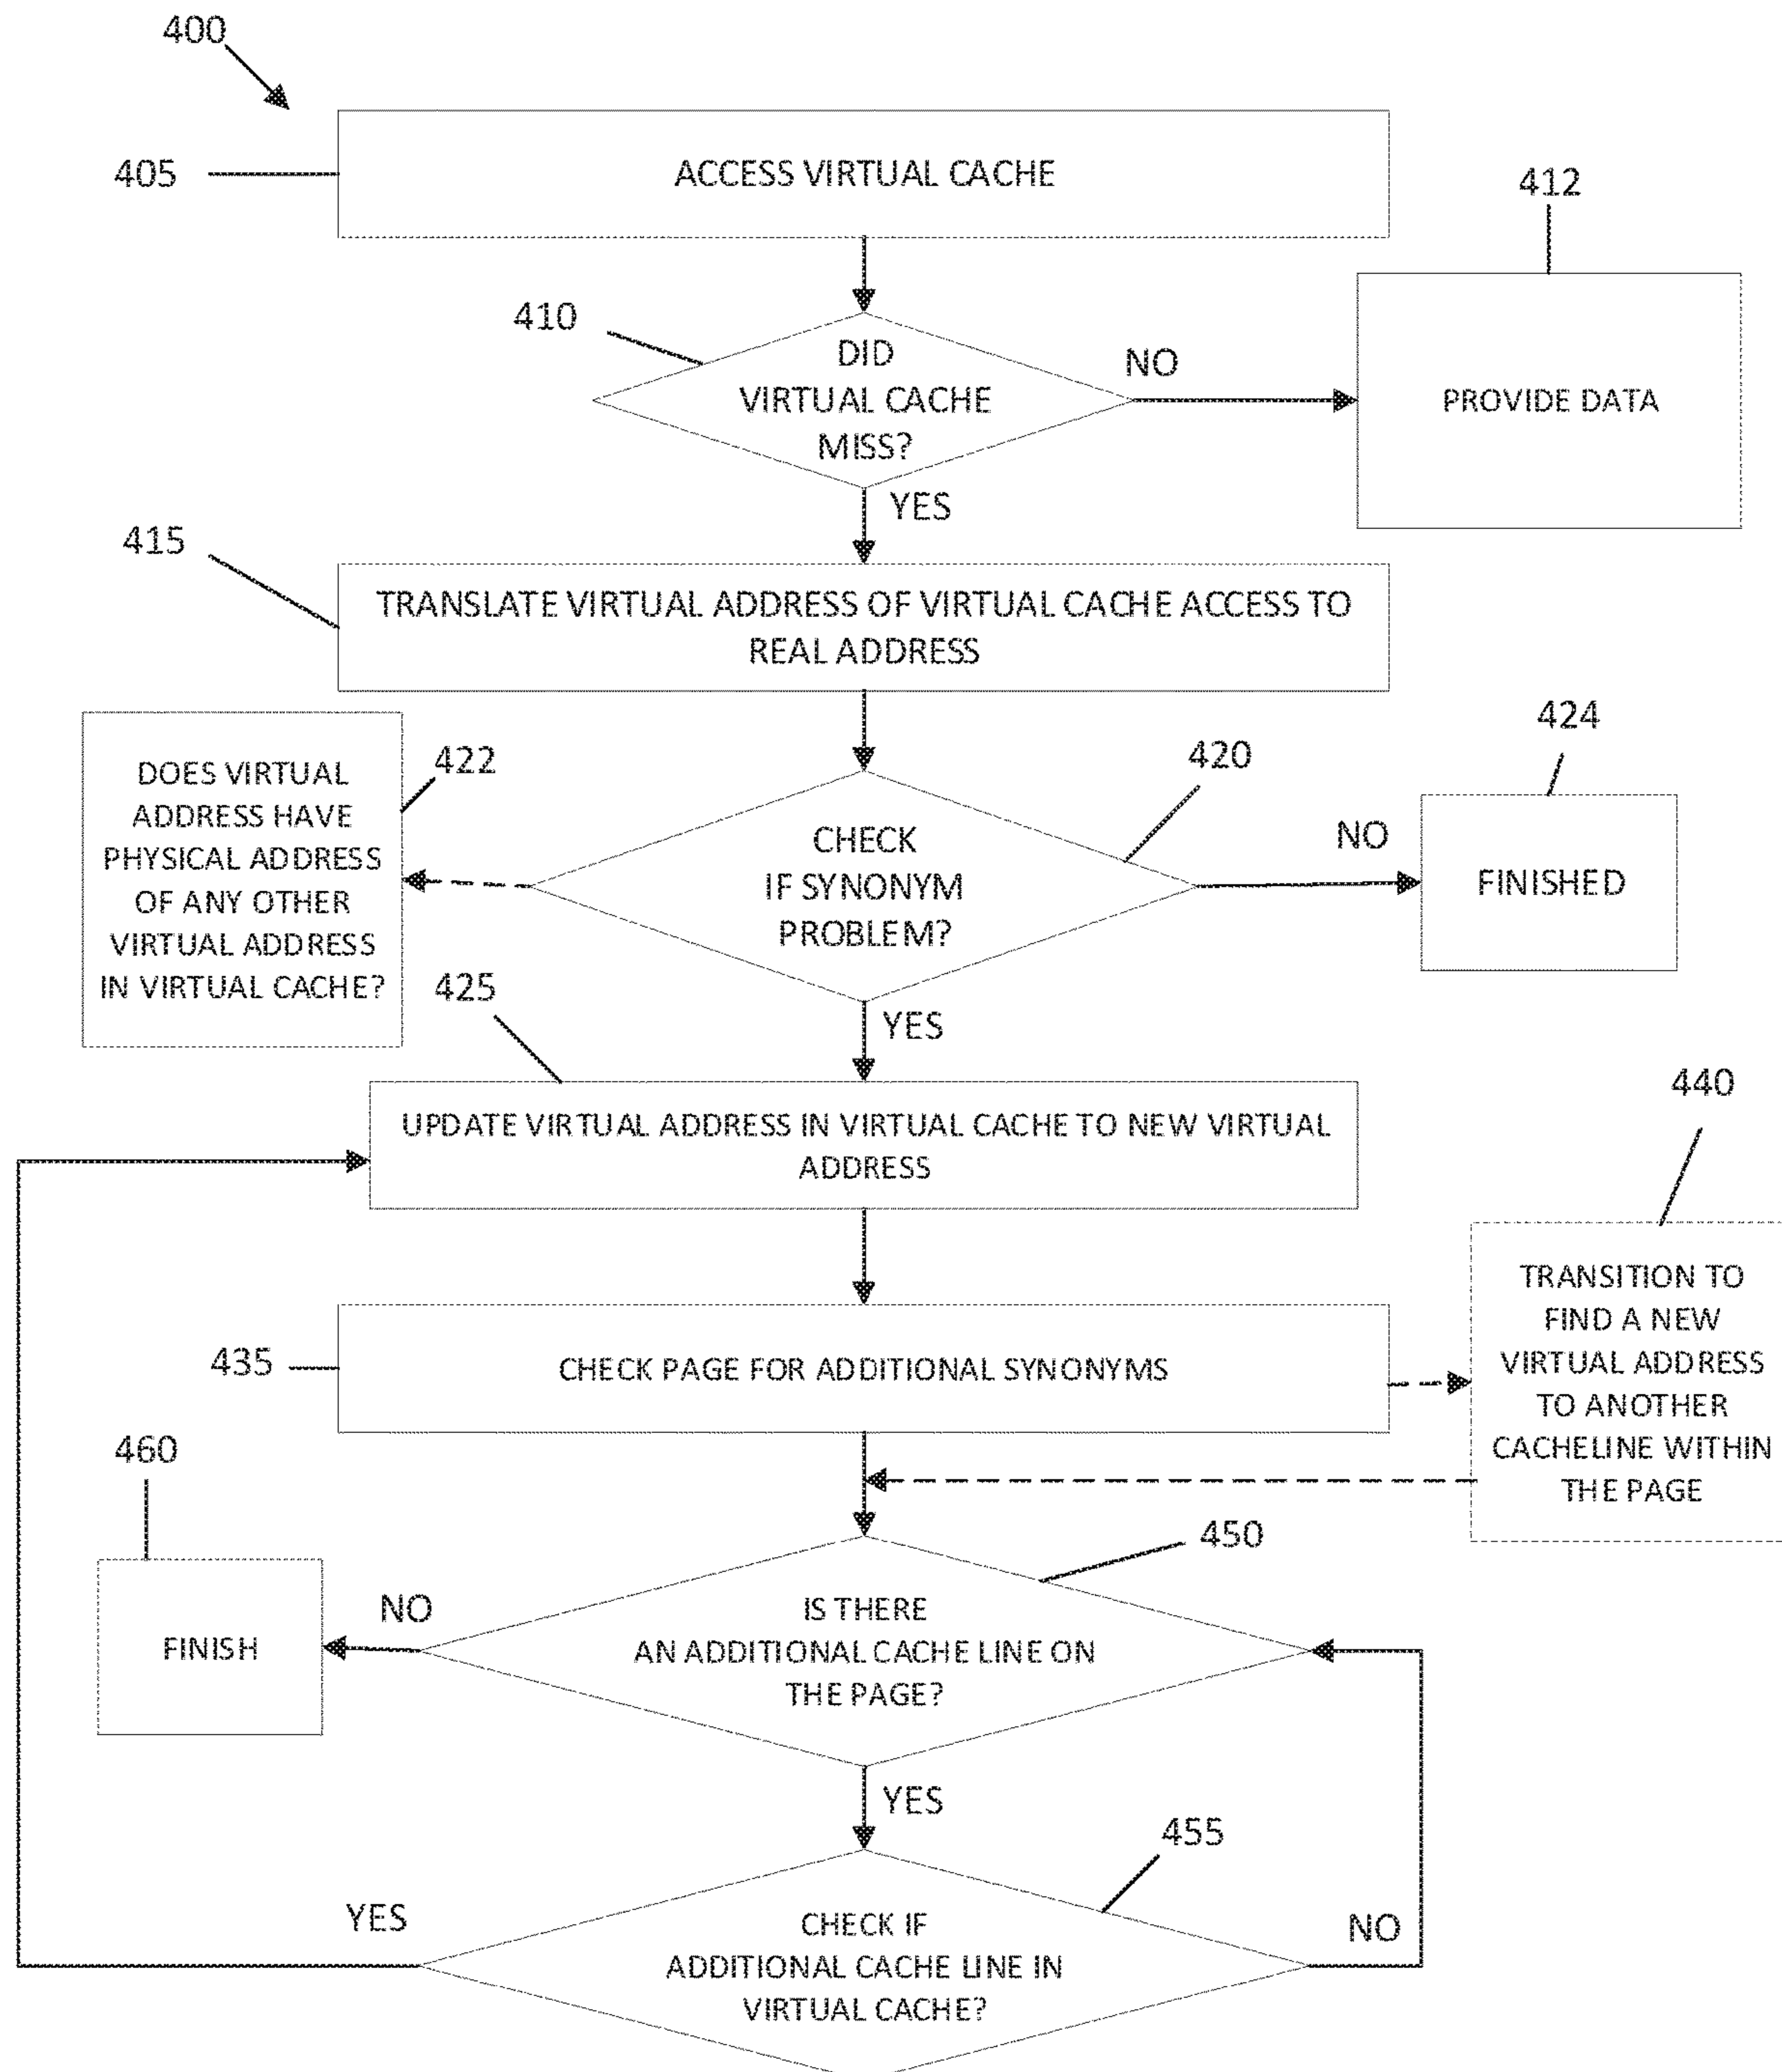 400
405
ACCESS VIRTUAL CACHE
412
410
DID
VIRTUAL CACHE
MISS?
NO
PROVIDE DATA
YES
415
TRANSLATE VIRTUAL ADDRESS OF VIRTUAL CACHE ACCESS TO
REAL ADDRESS
424
422
420
DOES VIRTUAL
ADDRESS HAVE
PHYSICAL ADDRESS
OF ANY OTHER
VIRTUAL ADDRESS
IN VIRTUAL CACHE?
CHECK
IF SYNONYM
PROBLEM?
NO
FINISHED
425
YES
440
UPDATE VIRTUAL ADDRESS IN VIRTUAL CACHE TO NEW VIRTUAL
ADDRESS
435
CHECK PAGE FOR ADDITIONAL SYNONYMS
TRANSITION TO
FIND A NEW
VIRTUAL ADDRESS
TO ANOTHER
CACHELINE WITHIN
THE PAGE
460
450
NO
FINISH
IS THERE
AN ADDITIONAL CACHE LINE ON
THE PAGE?
YES
455
YES
CHECK IF
ADDITIONAL CACHE LINE IN
VIRTUAL CACHE?
NO